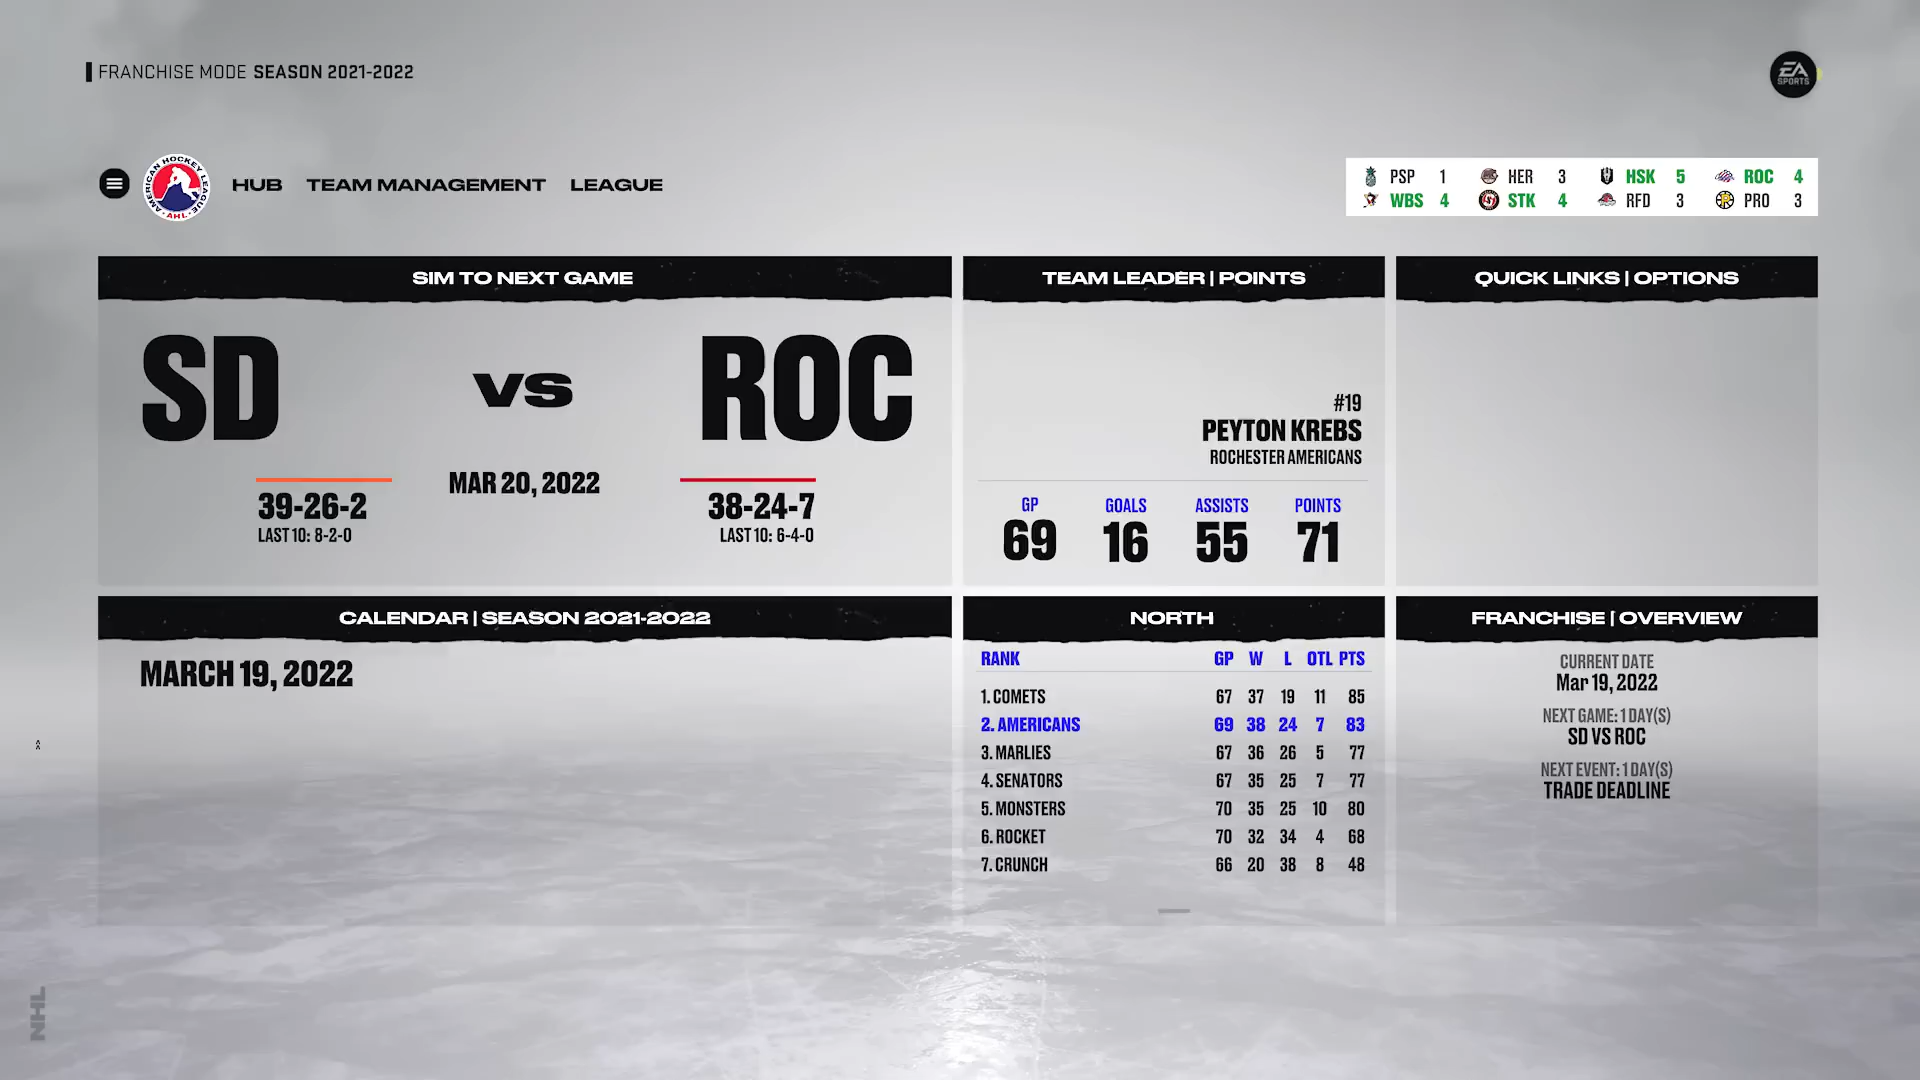 FRANCHISE MODE SEASON 2021-2022
EA
SPORTS
AMERICAN HOCKEY LEAGUE
AHL
HUB TEAM MANAGEMENT LEAGUE
PSP 1 HER 3 HSK 5 ROC 4
WBS 4 STK 4 RFD 3 PRO 3
SIM TO NEXT GAME
SD VS ROC
MAR 20, 2022
39-26-2 38-24-7
LAST 10: 8-2-0 LAST 10: 6-4-0
TEAM LEADER | POINTS
#19
PEYTON KREBS
ROCHESTER AMERICANS
GP GOALS ASSISTS POINTS
69 16 55 71
QUICK LINKS | OPTIONS
CALENDAR | SEASON 2021-2022
MARCH 19, 2022
NORTH
RANK GP W L OTL PTS
1. COMETS 67 37 19 11 85
2. AMERICANS 69 38 24 7 83
3. MARLIES 67 36 26 5 77
4. SENATORS 67 35 25 7 77
5. MONSTERS 70 35 25 10 80
6. ROCKET 70 32 34 4 68
7. CRUNCH 66 20 38 8 48
FRANCHISE | OVERVIEW
CURRENT DATE
Mar 19, 2022
NEXT GAME: 1 DAY(S)
SD VS ROC
NEXT EVENT: 1 DAY(S)
TRADE DEADLINE
NHL